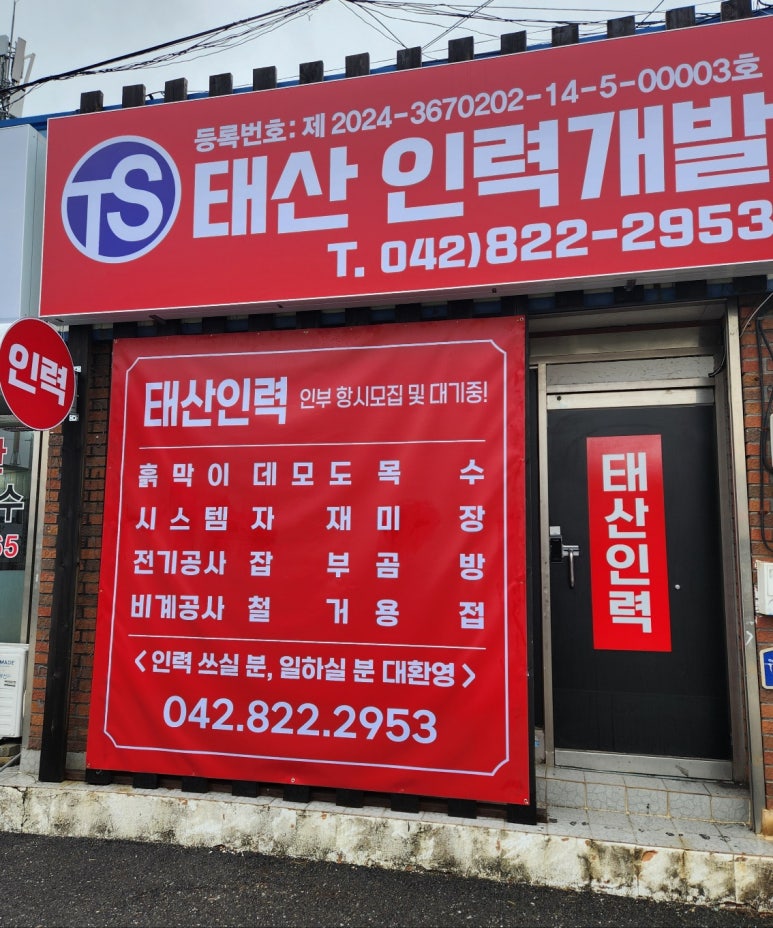 등록번호: 제 2024-3670202-14-5-00003호
TS 태산 인력개발
T. 042)822-2953
인력
태산인력 인부 항시모집 및 대기중!
흙막이 데모도 목수
시스템 자재 미장
전기공사 잡부 곰방
비계공사 철거 용접
<인력 쓰실 분, 일하실 분 대환영>
042.822.2953
태산인력
수
65
MADE